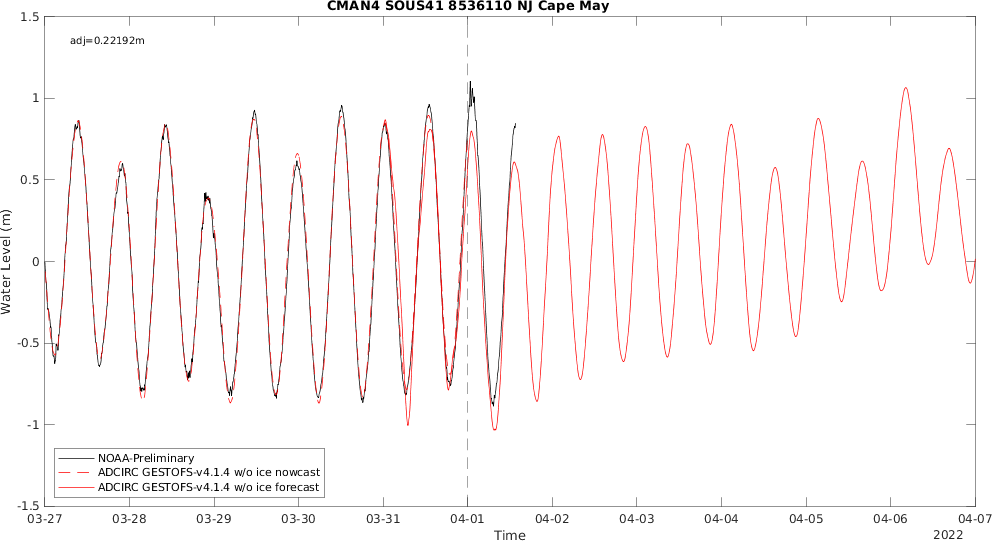 CMAN4 SOUS41 8536110 NJ Cape May
adj=0.22192m
Water Level (m)
1.5
1
0.5
0
-0.5
-1
-1.5
NOAA-Preliminary
ADCIRC GESTOFS-v4.1.4 w/o ice nowcast
ADCIRC GESTOFS-v4.1.4 w/o ice forecast
03-27 03-28 03-29 03-30 03-31 04-01 04-02 04-03 04-04 04-05 04-06 04-07
Time
2022